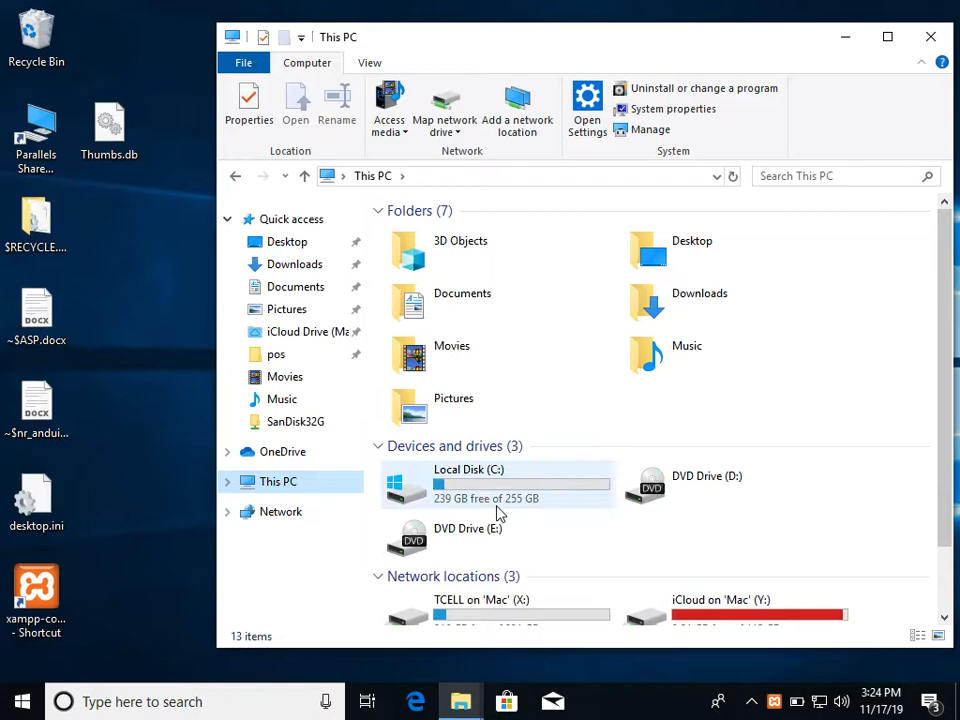 Recycle Bin
Parallels
Share...
Thumbs.db
$RECYCLE....
~$ASP.docx
DOCX
~$nr_andui...
DOCX
desktop.ini
xampp-co...
- Shortcut
This PC
File
Computer
View
Properties
Open
Rename
Location
Access
media
Map network
drive
Add a network
location
Network
Open
Settings
Uninstall or change a program
System properties
Manage
System
This PC
Search This PC
Quick access
Desktop
Downloads
Documents
Pictures
iCloud Drive (Ma
pos
Movies
Music
SanDisk32G
OneDrive
This PC
Network
Folders (7)
3D Objects
Desktop
Documents
Downloads
Movies
Music
Pictures
Devices and drives (3)
Local Disk (C:)
239 GB free of 255 GB
DVD Drive (D:)
DVD
DVD Drive (E:)
DVD
Network locations (3)
TCELL on 'Mac' (X:)
iCloud on 'Mac' (Y:)
13 items
Type here to search
3:24 PM
11/17/19
3